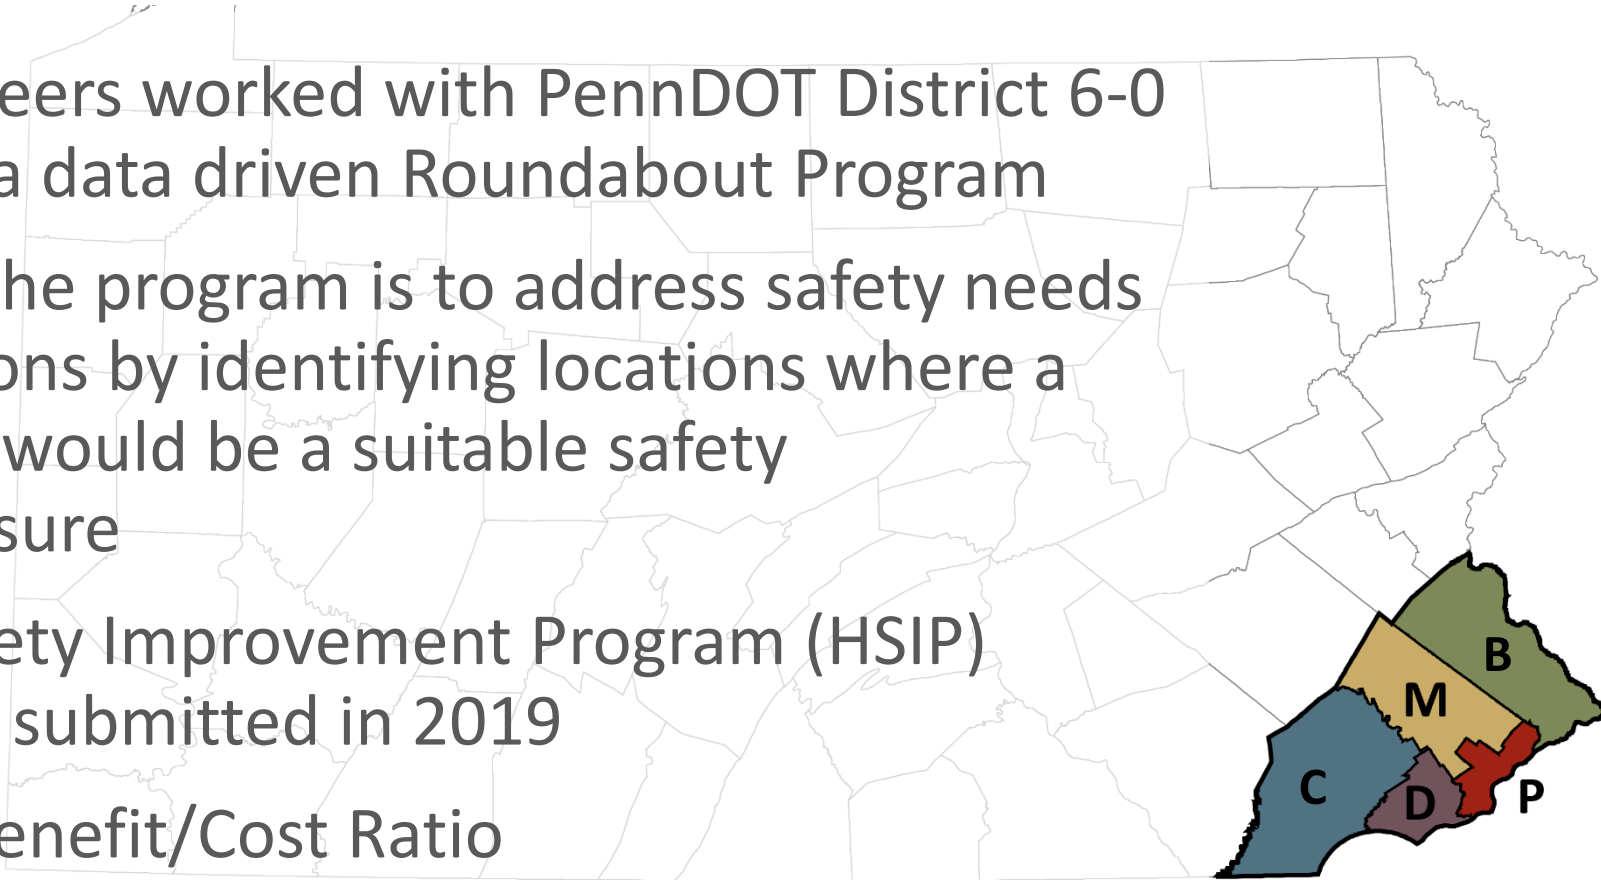 eers worked with PennDOT District 6-0
a data driven Roundabout Program
he program is to address safety needs
ons by identifying locations where a
would be a suitable safety
sure
ety Improvement Program (HSIP)
submitted in 2019
enefit/Cost Ratio
B
M
C
D
P